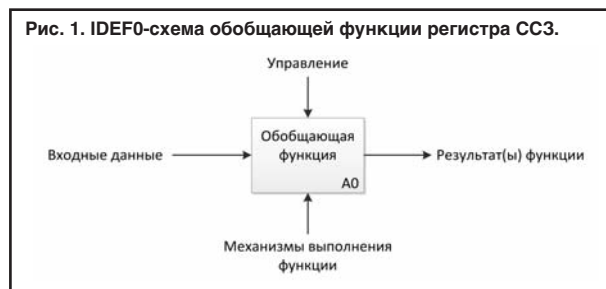 Рис. 1. IDEF0-схема обобщающей функции регистра ССЗ.
Управление
Входные данные
Обобщающая
функция
A0
Результат(ы) функции
Механизмы выполнения
функции